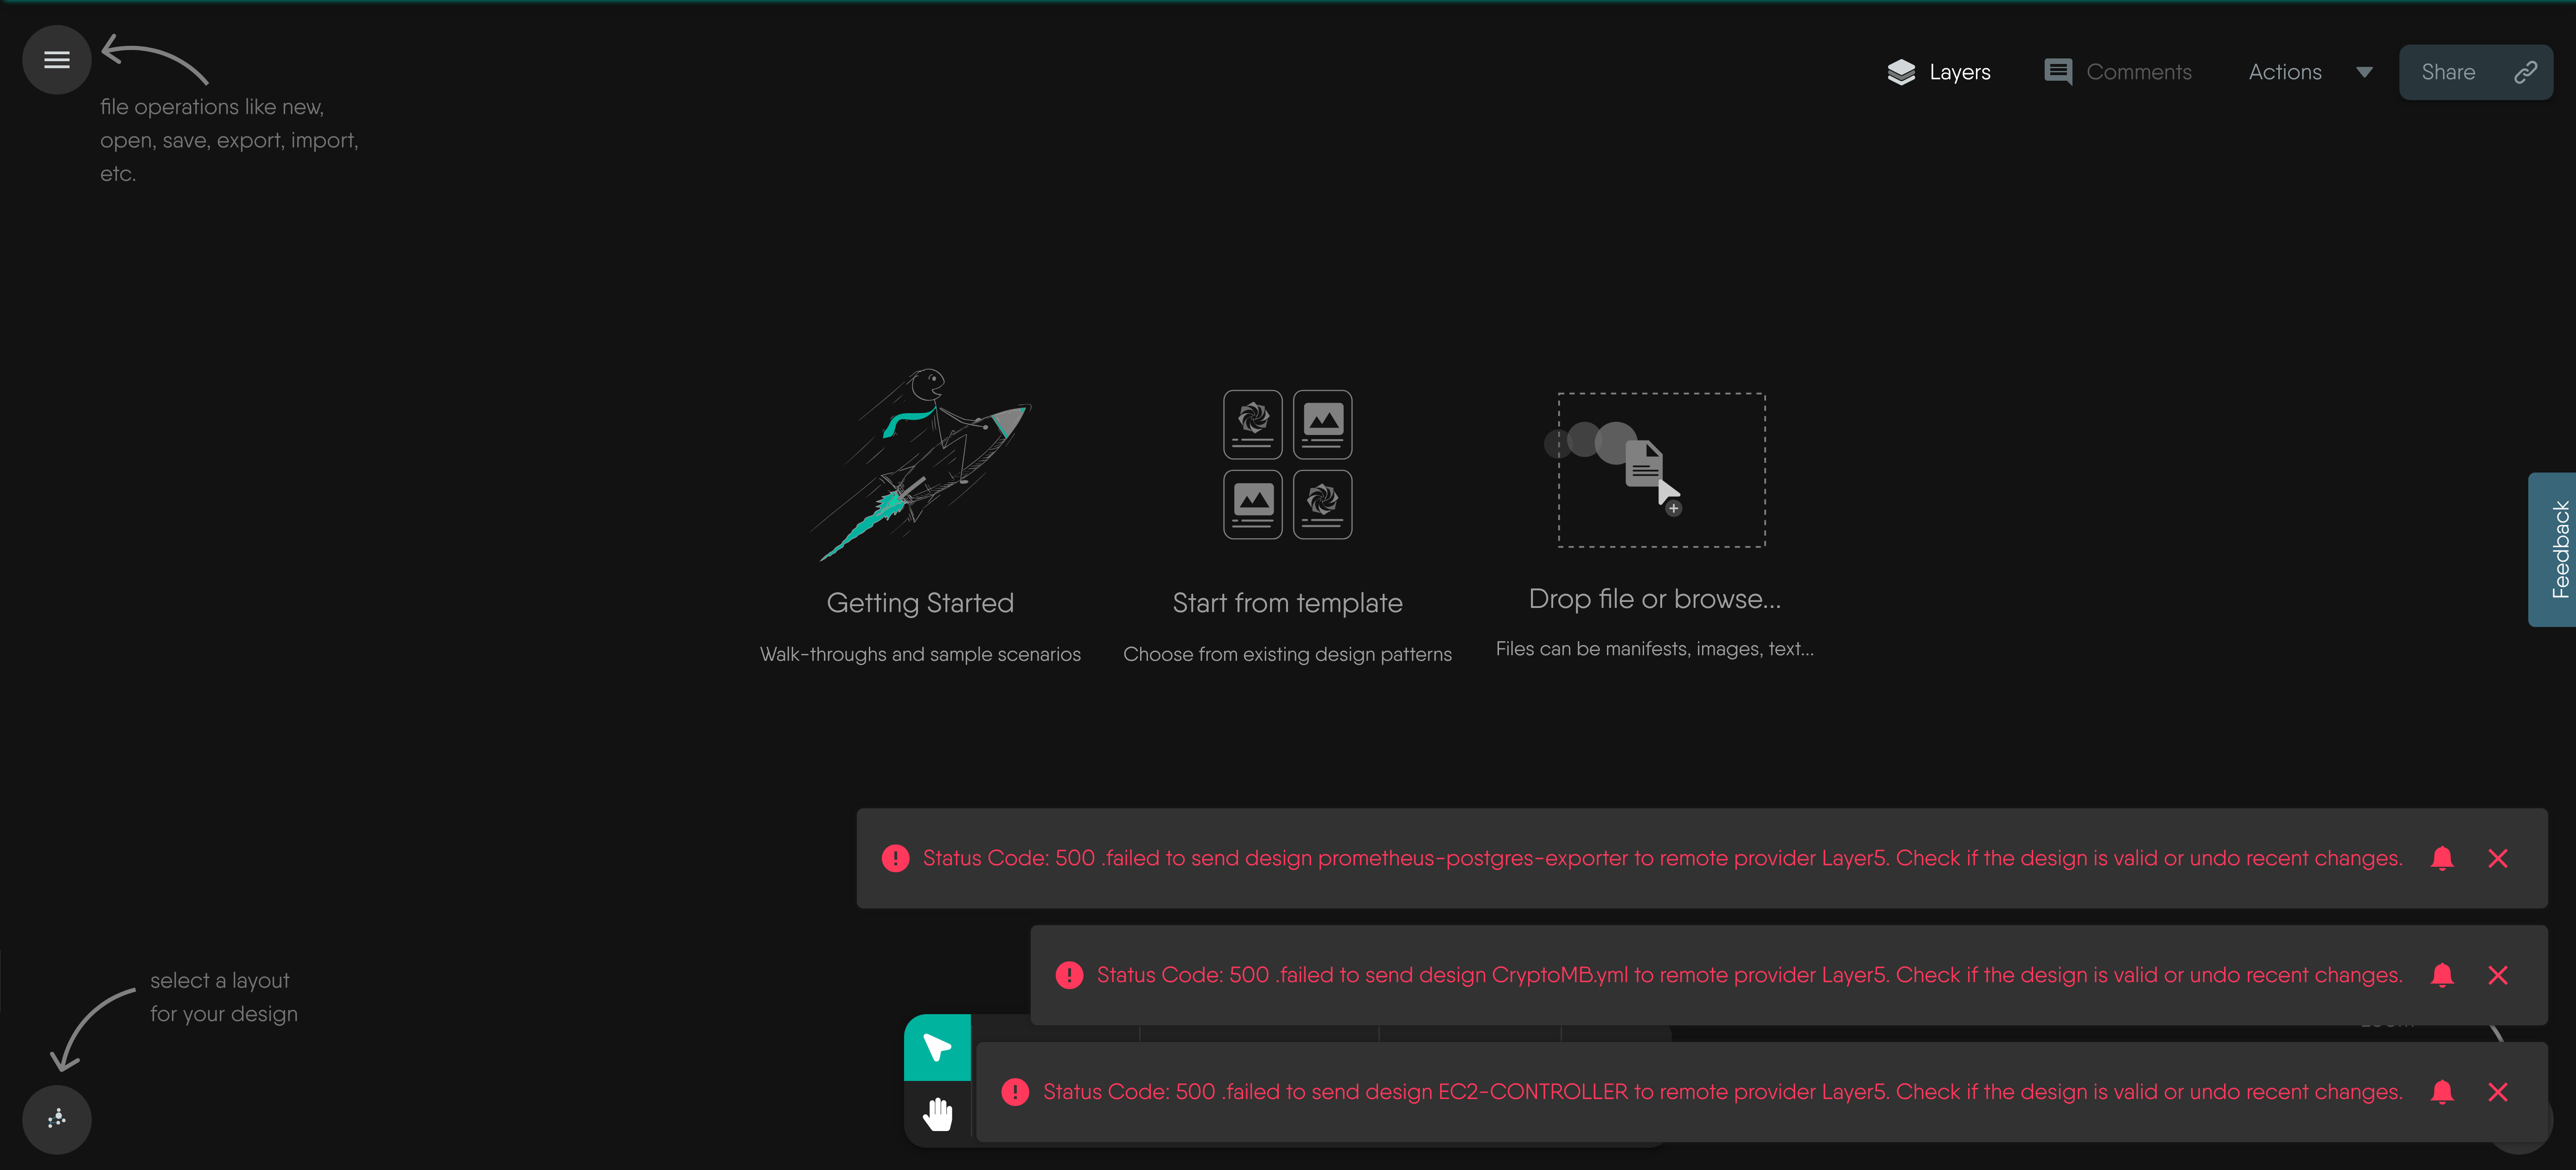 file operations like new,
open, save, export, import,
etc.
Layers
Comments
Actions
Share
Getting Started
Walk-throughs and sample scenarios
Start from template
Choose from existing design patterns
Drop file or browse...
Files can be manifests, images, text...
Feedback
Status Code: 500 .failed to send design prometheus-postgres-exporter to remote provider Layer5. Check if the design is valid or undo recent changes.
Status Code: 500 .failed to send design CryptoMB.yml to remote provider Layer5. Check if the design is valid or undo recent changes.
Status Code: 500 .failed to send design EC2-CONTROLLER to remote provider Layer5. Check if the design is valid or undo recent changes.
select a layout
for your design